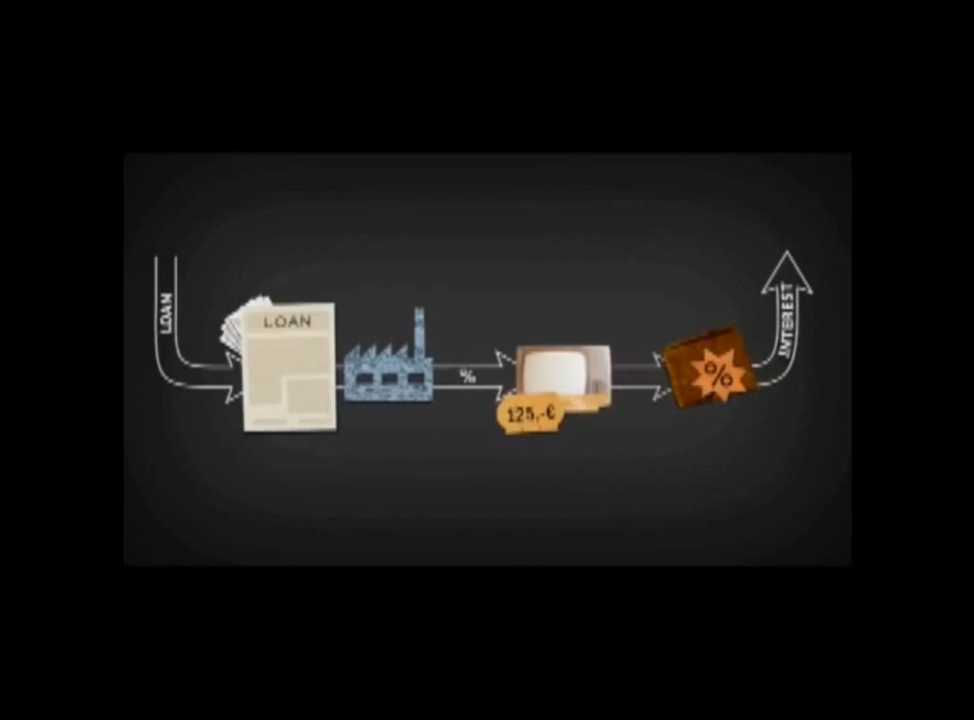 LOAN
LOAN
%
125,-€
%
INTEREST